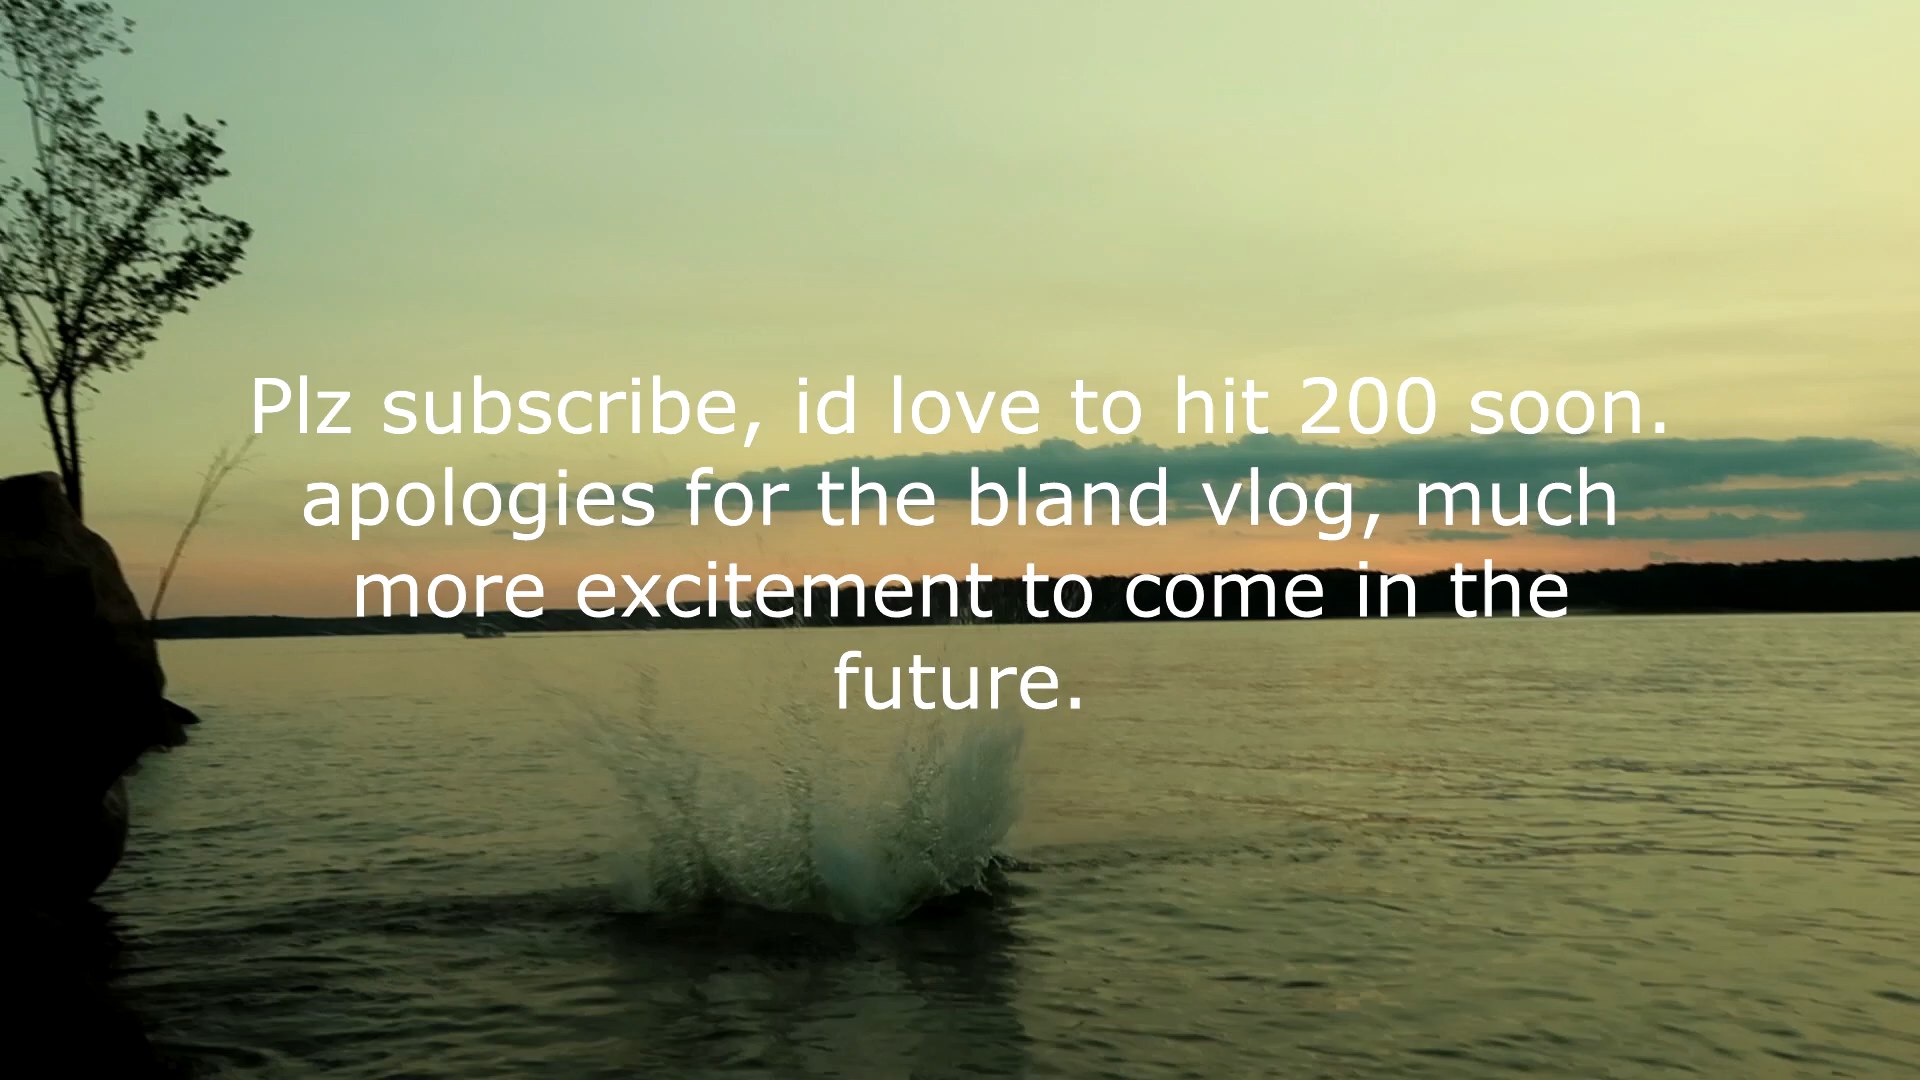 Plz subscribe, id love to hit 200 soon.
apologies for the bland vlog, much
more excitement to come in the
future.